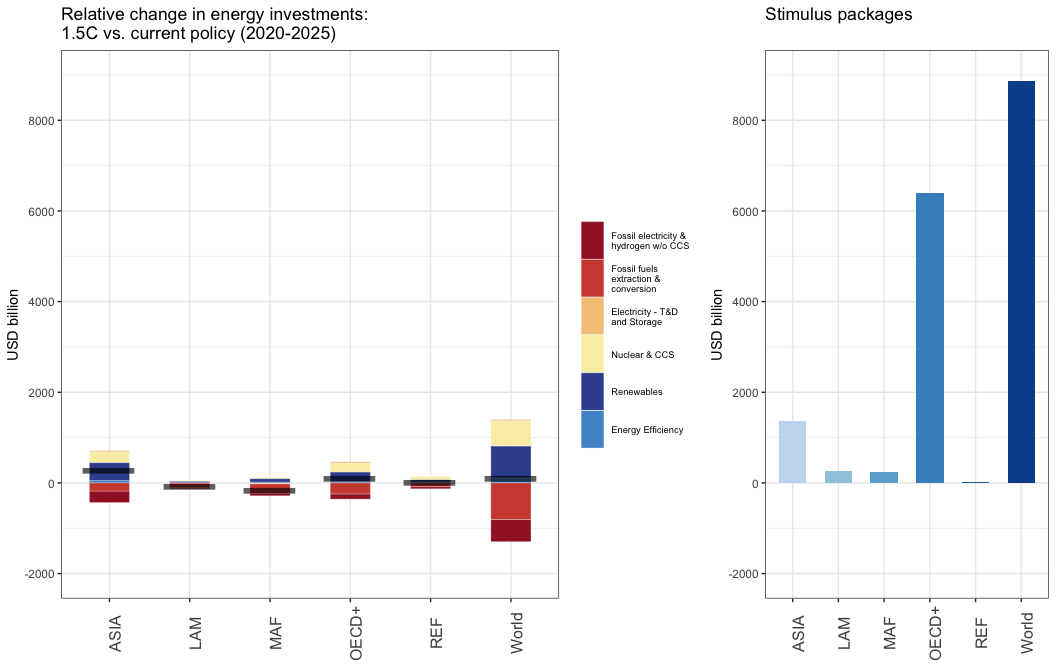 Relative change in energy investments:
1.5C vs. current policy (2020-2025)
USD billion
8000
6000
4000
2000
0
-2000
ASIA
LAM
MAF
OECD+
REF
World
Fossil electricity &
hydrogen w/o CCS
Fossil fuels
extraction &
conversion
Electricity - T&D
and Storage
Nuclear & CCS
Renewables
Energy Efficiency
Stimulus packages
USD billion
8000
6000
4000
2000
0
-2000
ASIA
LAM
MAF
OECD+
REF
World